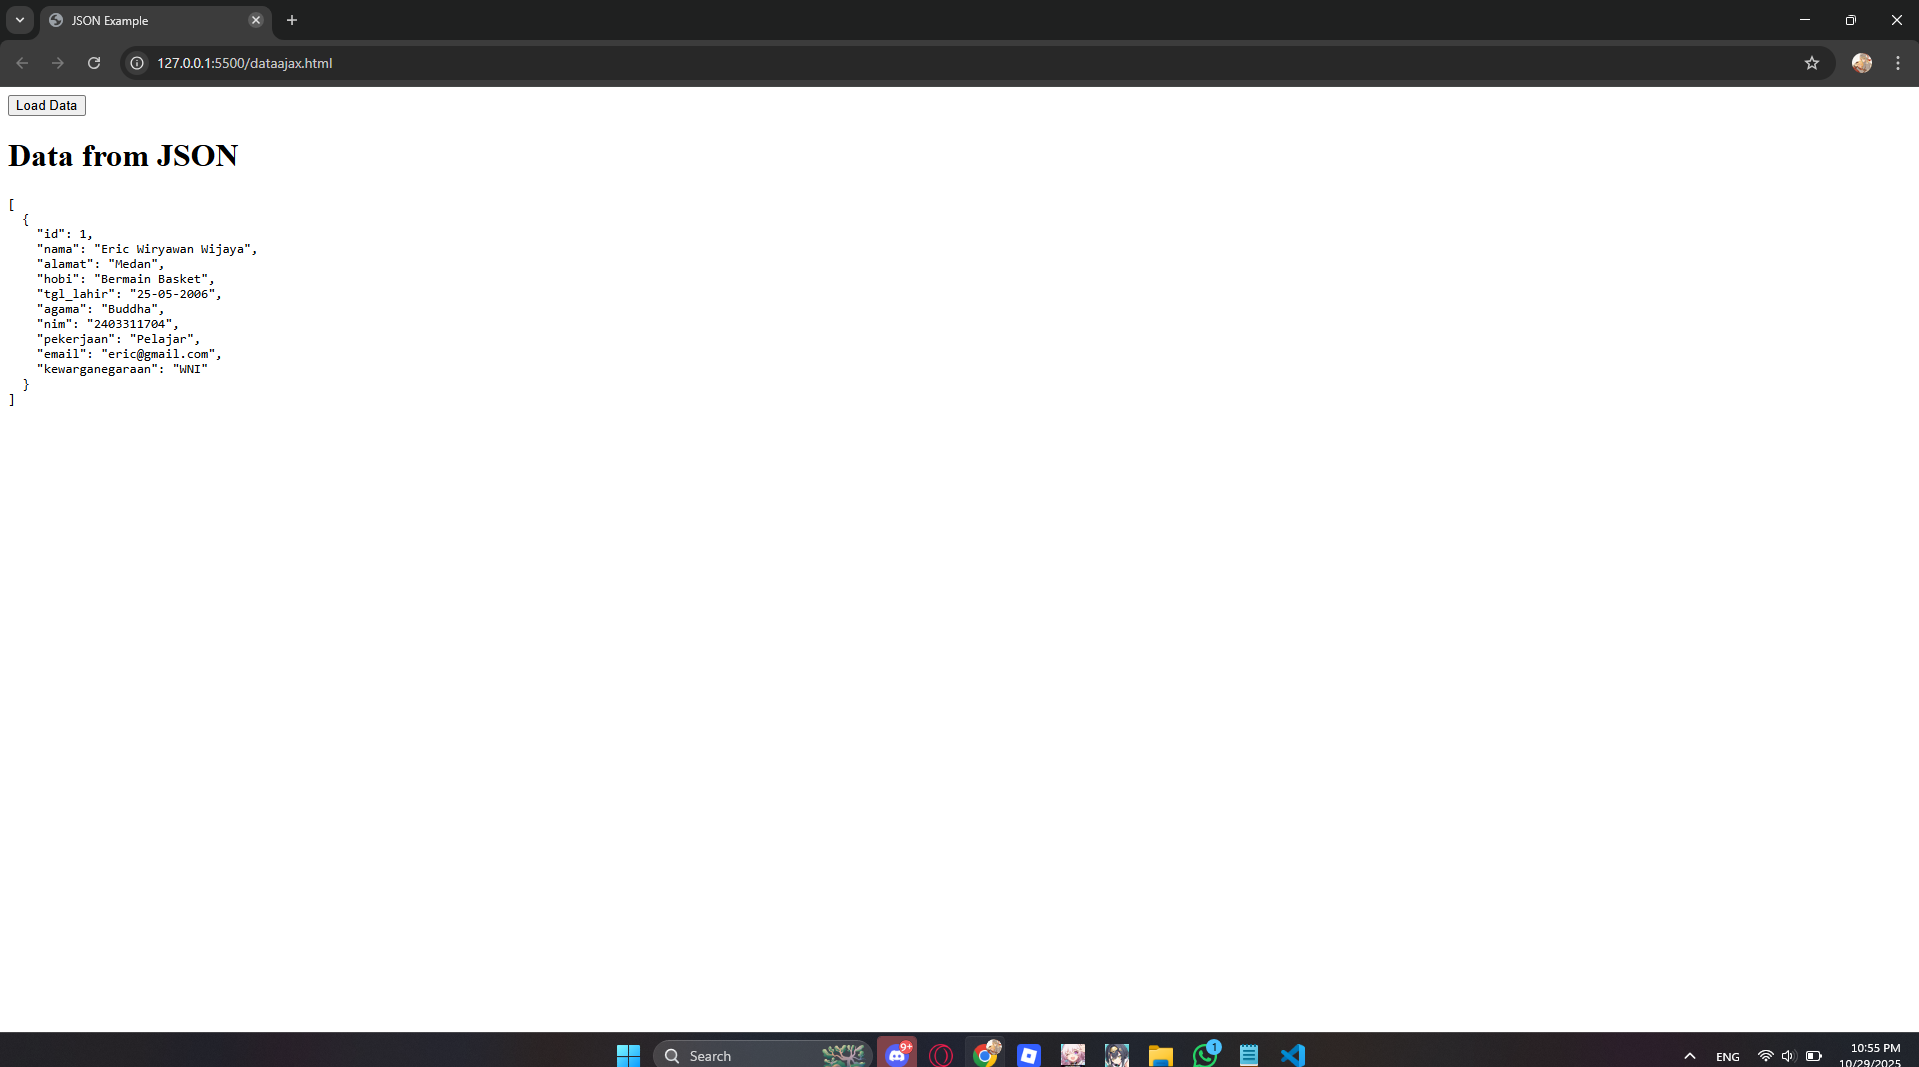 JSON Example
127.0.0.1:5500/dataajax.html
Load Data
Data from JSON
[
  {
    "id": 1,
    "nama": "Eric Wiryawan Wijaya",
    "alamat": "Medan",
    "hobi": "Bermain Basket",
    "tgl_lahir": "25-05-2006",
    "agama": "Buddha",
    "nim": "2403311704",
    "pekerjaan": "Pelajar",
    "email": "eric@gmail.com",
    "kewarganegaraan": "WNI"
  }
]
Search
9+
1
ENG
10:55 PM
10/29/2025